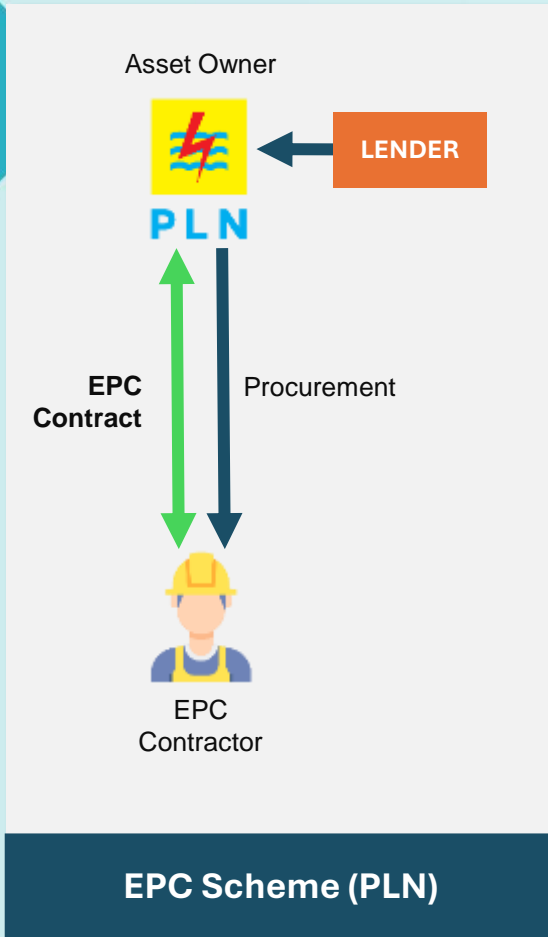 Asset Owner
LENDER
PLN
EPC
Contract
Procurement
EPC
Contractor
EPC Scheme (PLN)